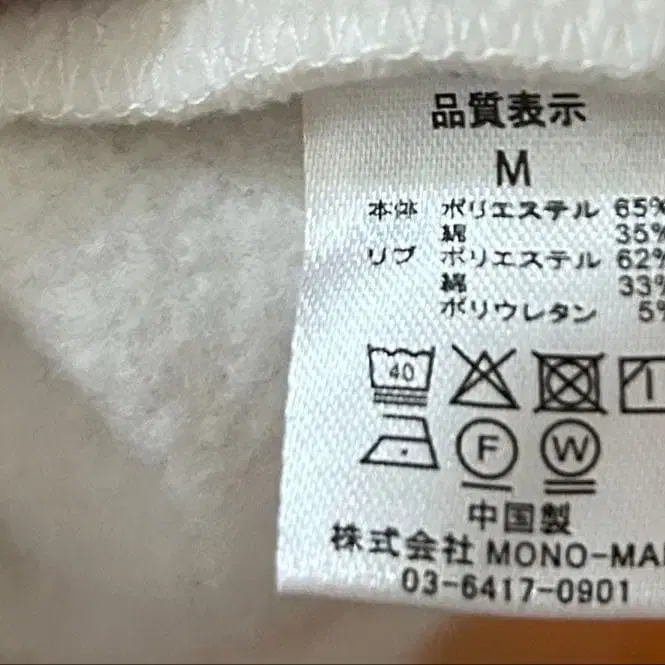 品質表示
M
本体 ポリエステル 65%
綿 35%
リブ ポリエステル 62%
綿 33%
ポリウレタン 5%
40
F W
中国製
株式会社 MONO-MA
03-6417-0901